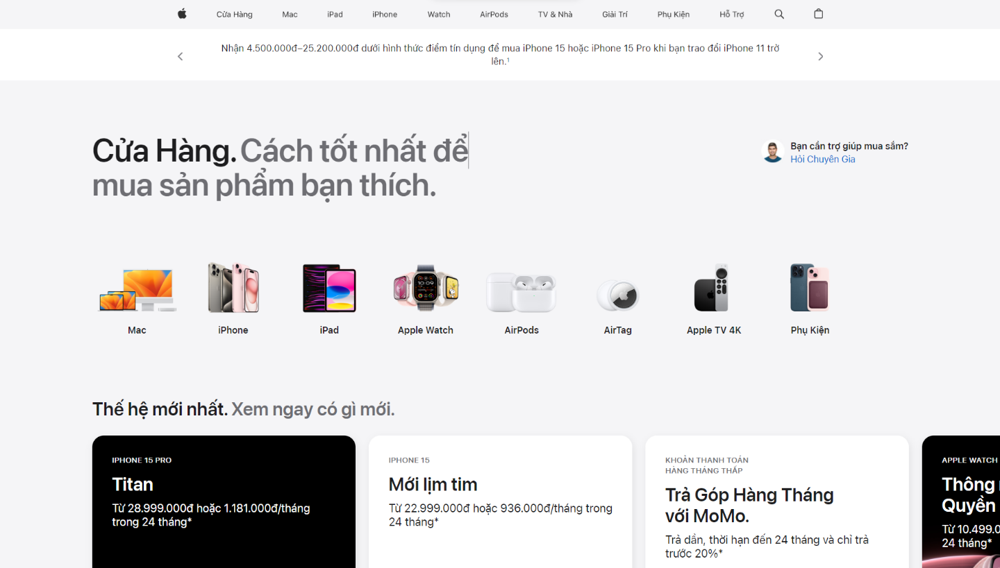 Cửa Hàng Mac iPad iPhone Watch AirPods TV & Nhà Giải Trí Phụ Kiện Hỗ Trợ
Nhận 4.500.000đ–25.200.000đ dưới hình thức điểm tín dụng để mua iPhone 15 hoặc iPhone 15 Pro khi bạn trao đổi iPhone 11 trở
lên.¹
Cửa Hàng. Cách tốt nhất để
mua sản phẩm bạn thích.
Bạn cần trợ giúp mua sắm?
Hỏi Chuyên Gia
Mac iPhone iPad Apple Watch AirPods AirTag Apple TV 4K Phụ Kiện
Thế hệ mới nhất. Xem ngay có gì mới.
IPHONE 15 PRO
Titan
Từ 28.999.000đ hoặc 1.181.000đ/tháng
trong 24 tháng*
IPHONE 15
Mới lịm tim
Từ 22.999.000đ hoặc 936.000đ/tháng trong
24 tháng*
KHOẢN THANH TOÁN
HÀNG THÁNG THẤP
Trả Góp Hàng Tháng
với MoMo.
Trả dần, thời hạn đến 24 tháng và chỉ trả
trước 20%*
APPLE WATCH
Thông
Quyền
Từ 10.499.0
24 tháng*